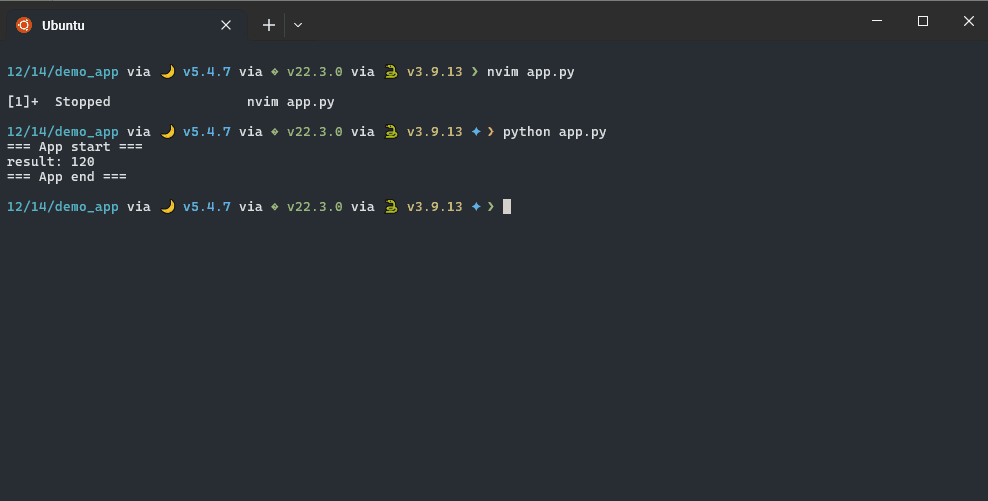 Ubuntu
12/14/demo_app via 🌙 v5.4.7 via � v22.3.0 via 🐍 v3.9.13 ❯ nvim app.py
[1]+  Stopped                 nvim app.py
12/14/demo_app via 🌙 v5.4.7 via � v22.3.0 via 🐍 v3.9.13 ✦ ❯ python app.py
=== App start ===
result: 120
=== App end ===
12/14/demo_app via 🌙 v5.4.7 via � v22.3.0 via 🐍 v3.9.13 ✦ ❯